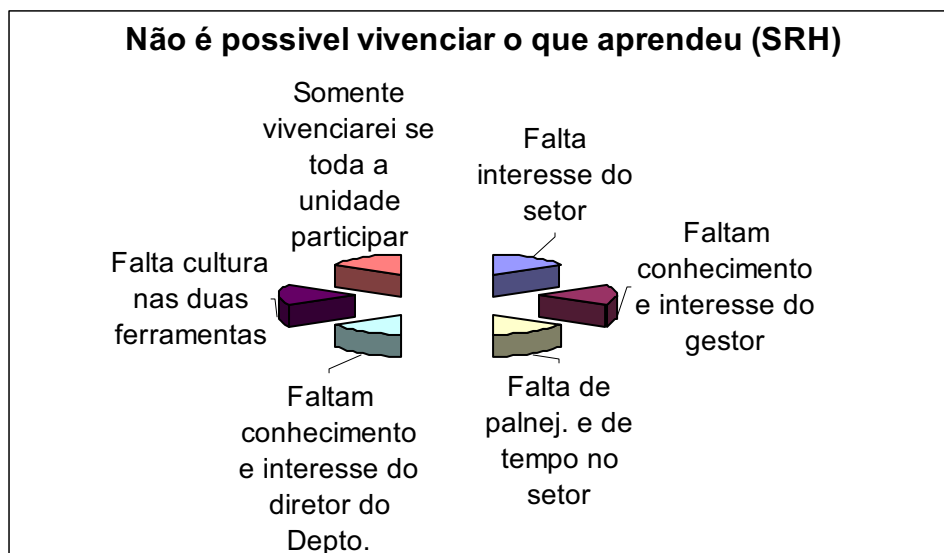 Não é possivel vivenciar o que aprendeu (SRH)
Somente
vivenciarei se
toda a
unidade
participar
Falta
interesse do
setor
Faltam
conhecimento
e interesse do
gestor
Falta de
palnej. e de
tempo no
setor
Faltam
conhecimento
e interesse do
diretor do
Depto.
Falta cultura
nas duas
ferramentas